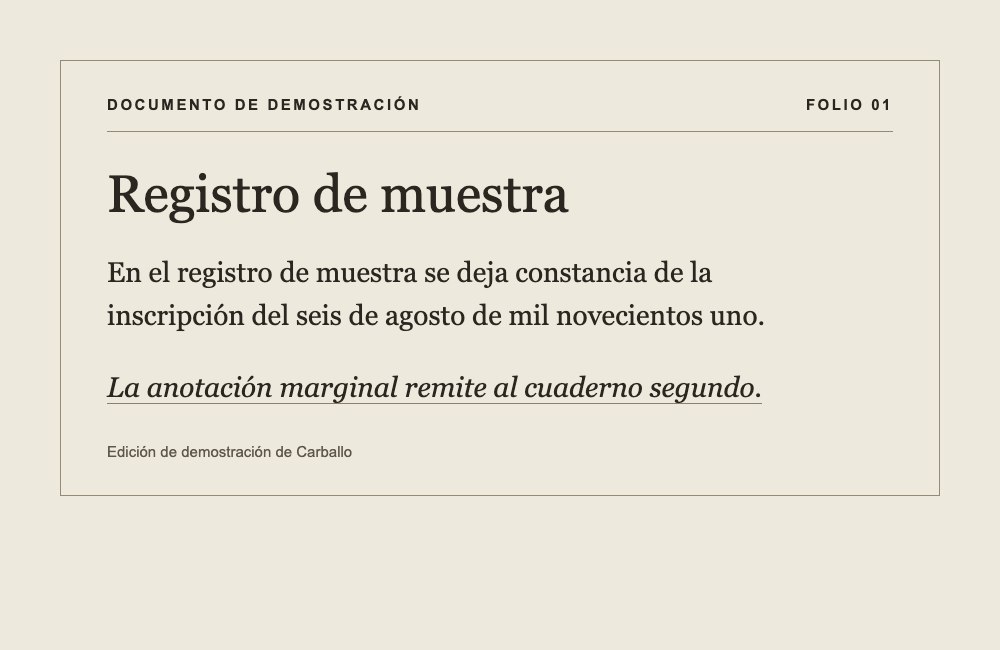 DOCUMENTO DE DEMOSTRACIÓN FOLIO 01
Registro de muestra
En el registro de muestra se deja constancia de la
inscripción del seis de agosto de mil novecientos uno.
La anotación marginal remite al cuaderno segundo.
Edición de demostración de Carballo